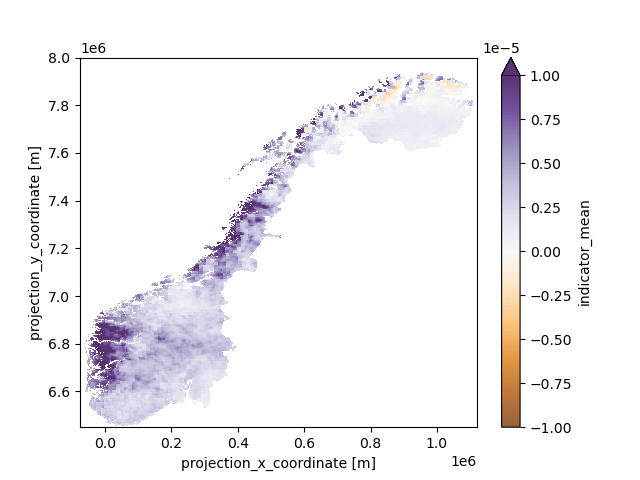 1e6
8.0
7.8
7.6
7.4
7.2
7.0
6.8
6.6
projection_y_coordinate [m]
0.0 0.2 0.4 0.6 0.8 1.0
1e6
projection_x_coordinate [m]
1e−5
1.00
0.75
0.50
0.25
0.00
−0.25
−0.50
−0.75
−1.00
indicator_mean